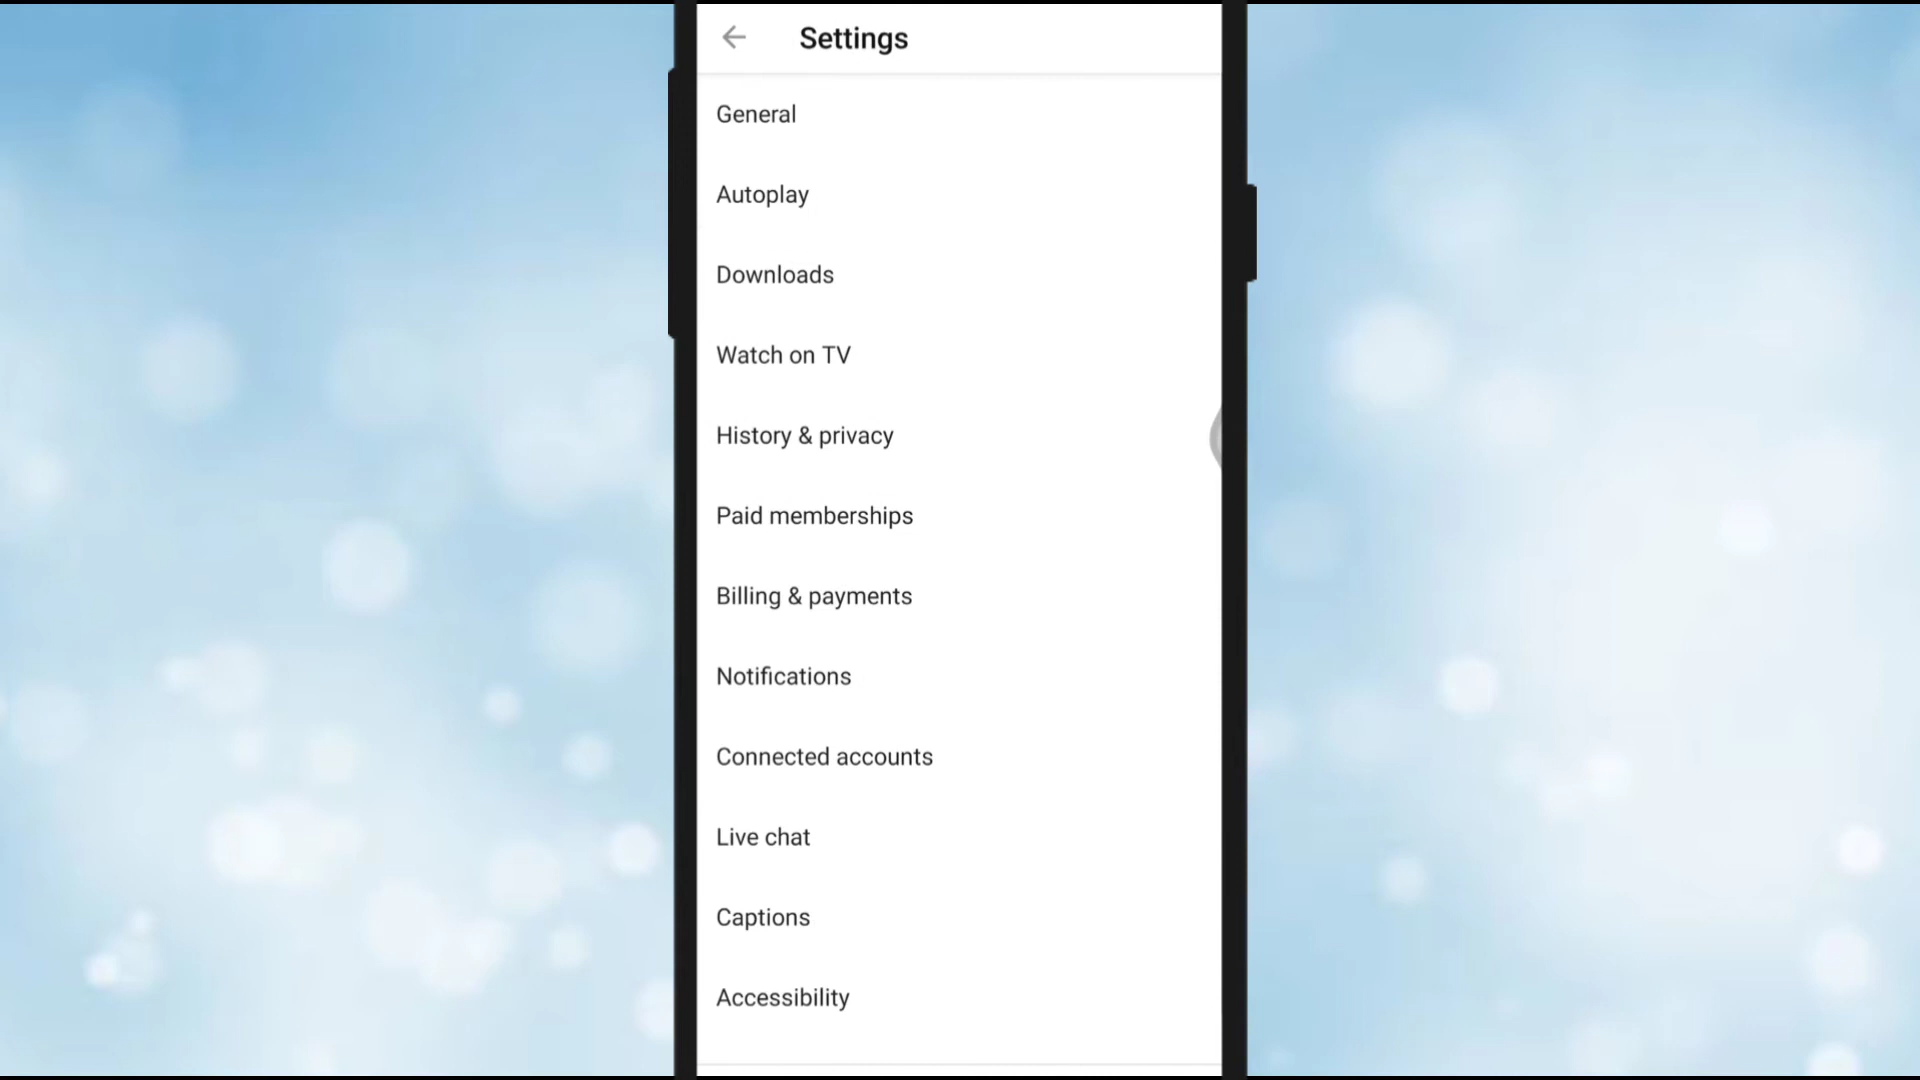 Settings
General
Autoplay
Downloads
Watch on TV
History & privacy
Paid memberships
Billing & payments
Notifications
Connected accounts
Live chat
Captions
Accessibility